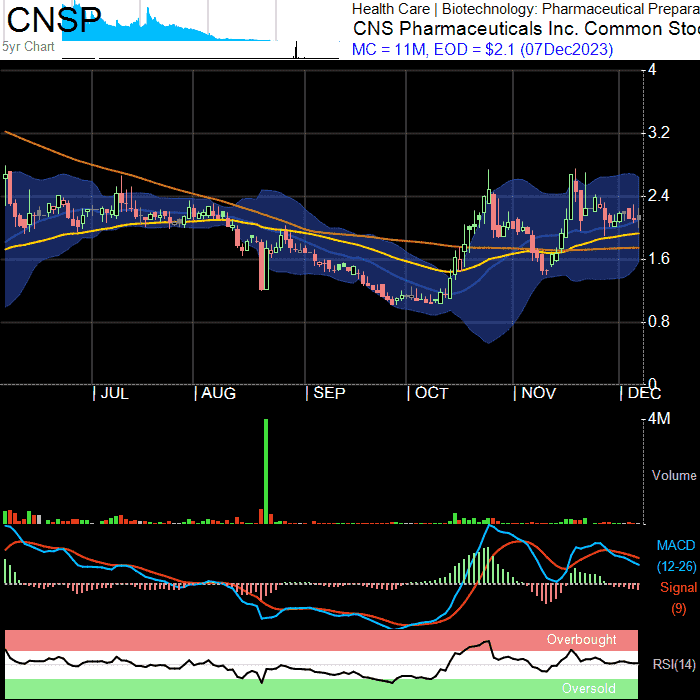 CNSP
5yr Chart
Health Care | Biotechnology: Pharmaceutical Prepara
CNS Pharmaceuticals Inc. Common Stoc
MC = 11M, EOD = $2.1 (07Dec2023)
4
3.2
2.4
1.6
0.8
0
| JUL | AUG | SEP | OCT | NOV | DEC
4M
Volume
MACD
(12-26)
Signal
(9)
Overbought
RSI(14)
Oversold